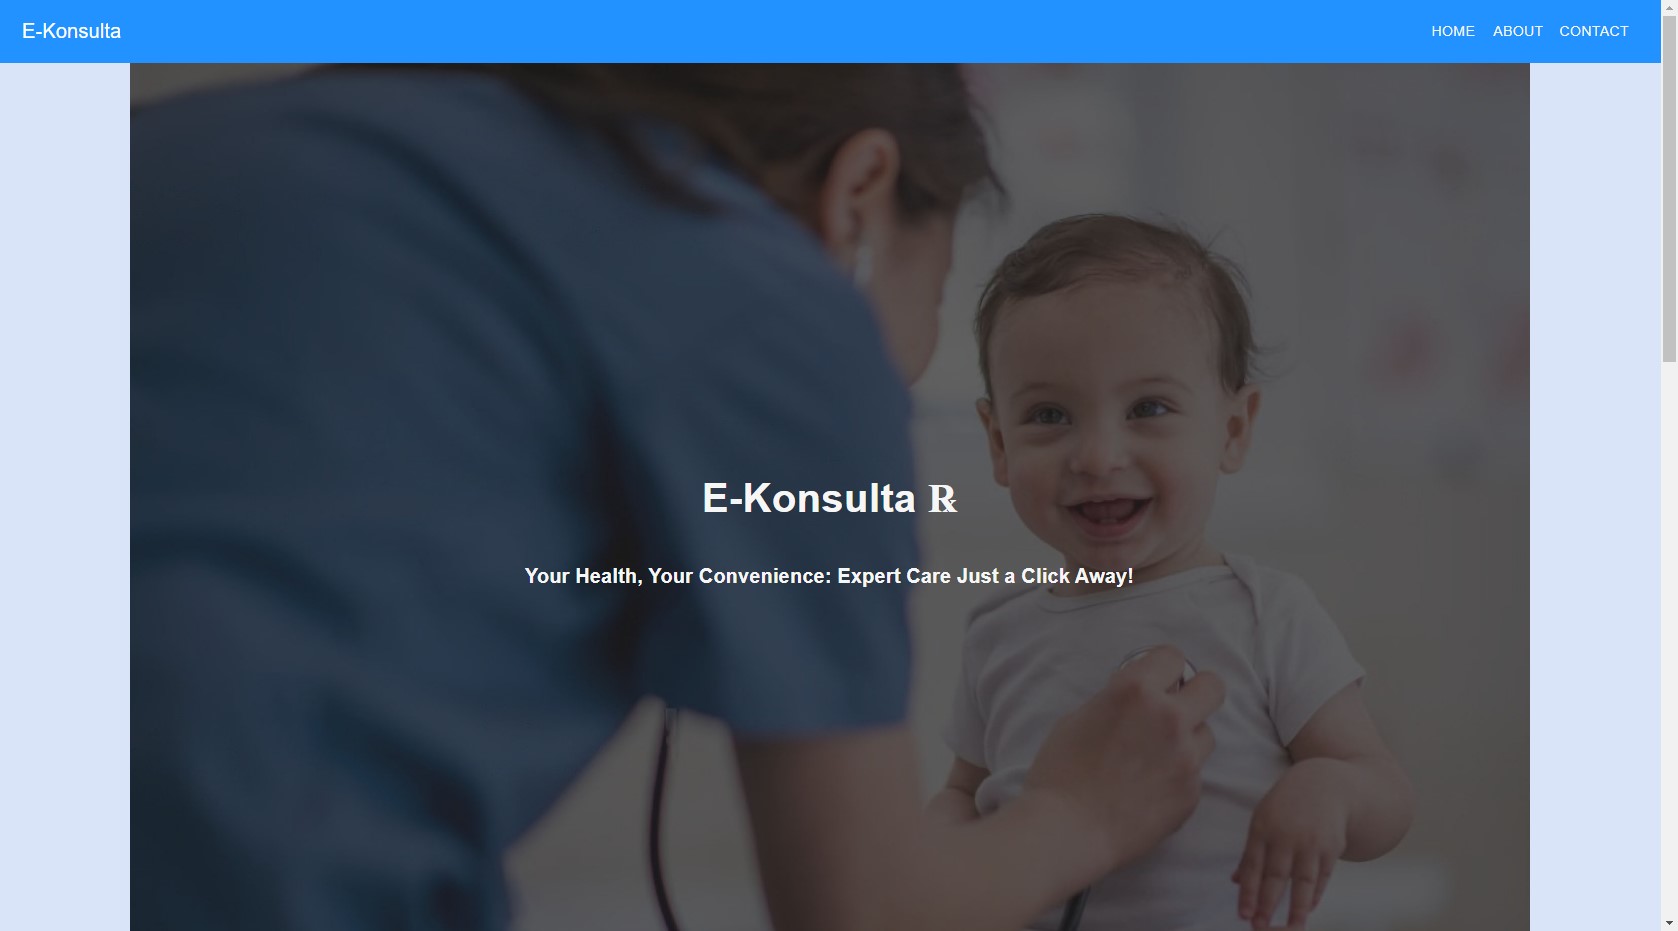 E-Konsulta
HOME ABOUT CONTACT
E-Konsulta ℞
Your Health, Your Convenience: Expert Care Just a Click Away!